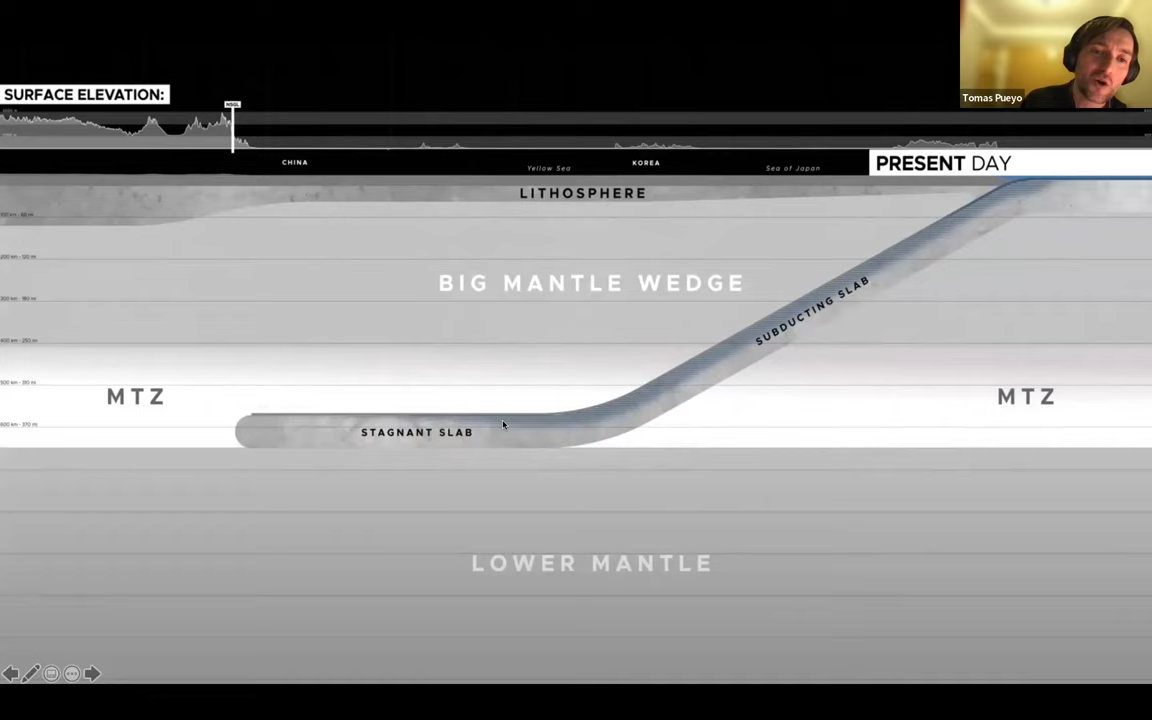 Tomas Pueyo
SURFACE ELEVATION:
NSGL
CHINA
Yellow Sea
KOREA
Sea of Japan
PRESENT DAY
LITHOSPHERE
BIG MANTLE WEDGE
SUBDUCTING SLAB
MTZ
MTZ
STAGNANT SLAB
LOWER MANTLE